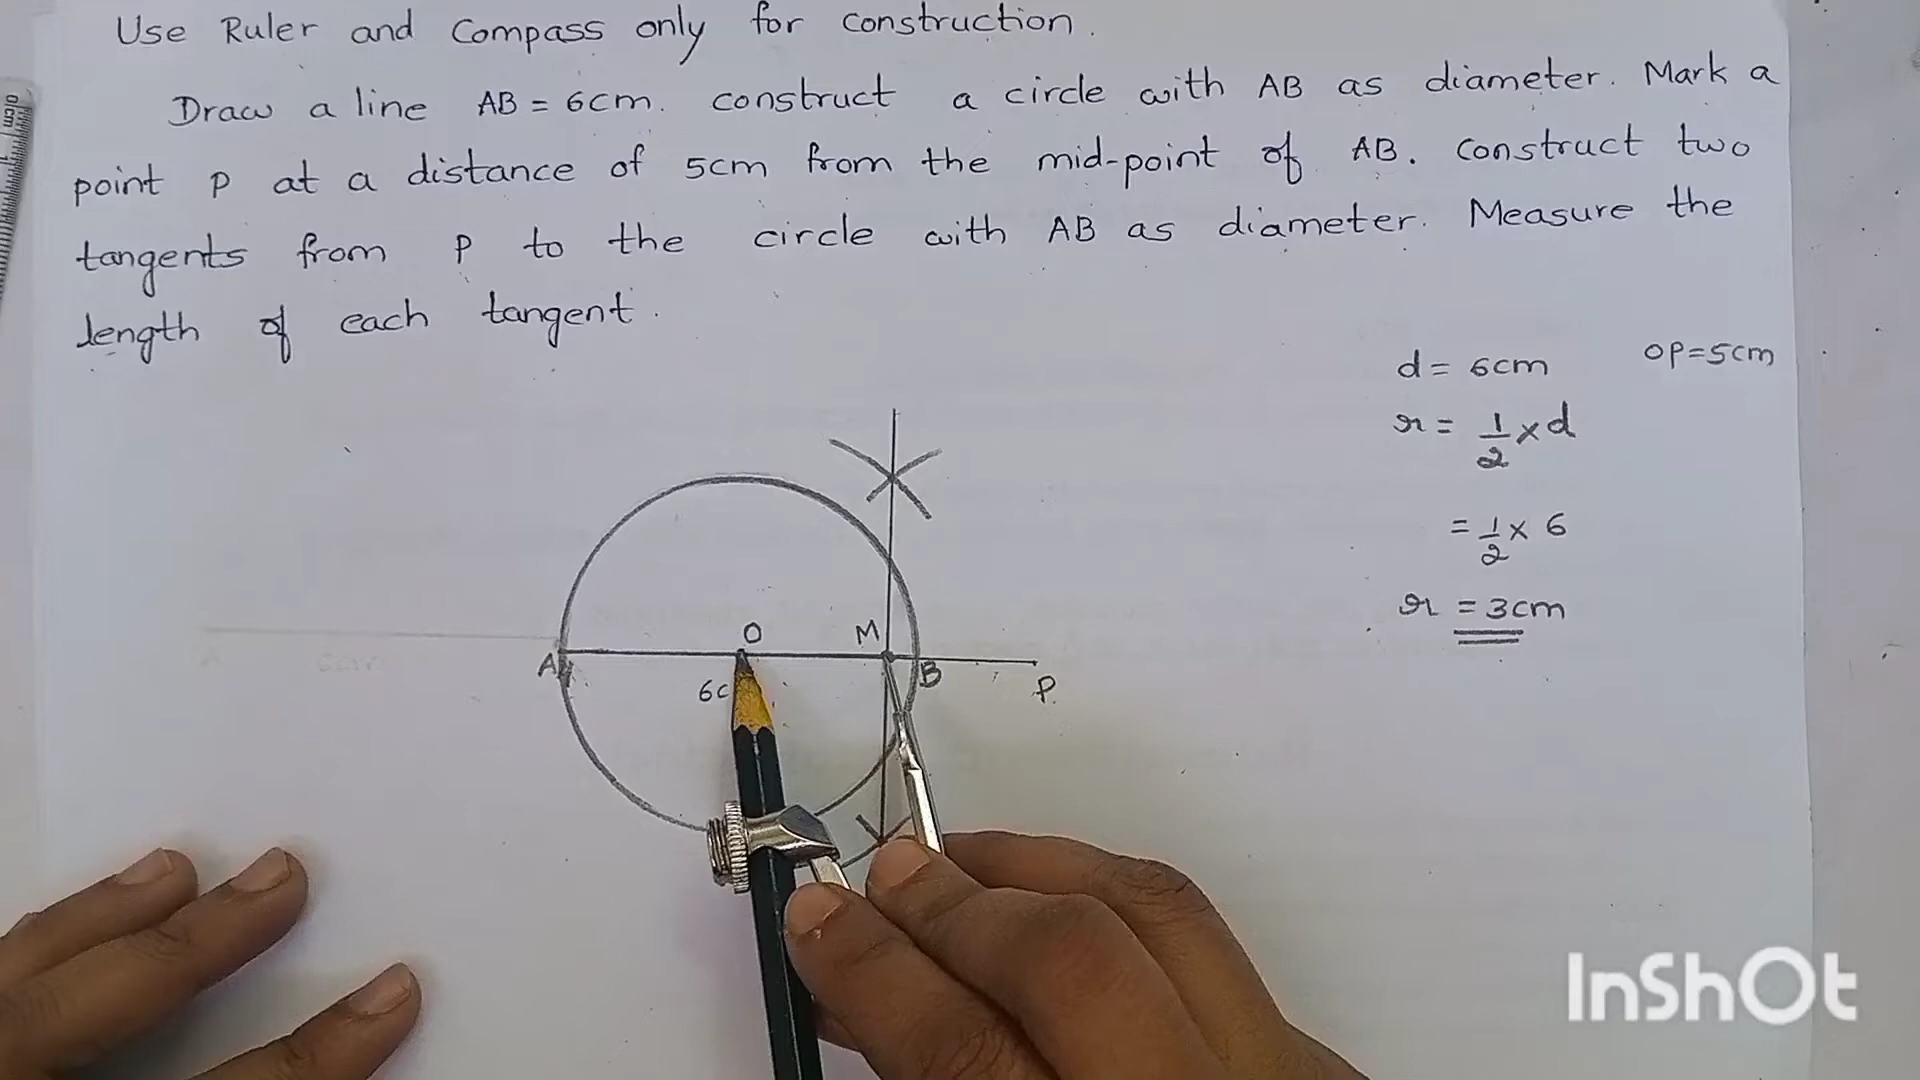 Use Ruler and Compass only for construction.
Draw a line AB = 6cm. construct a circle with AB as diameter. Mark a
point P at a distance of 5cm from the mid-point of AB. construct two
tangents from P to the circle with AB as diameter. Measure the
length of each tangent.
d = 6cm OP=5cm
r = 1/2 × d
= 1/2 × 6
r = 3cm
O M
A B
6c P.
0/cm
InShOt